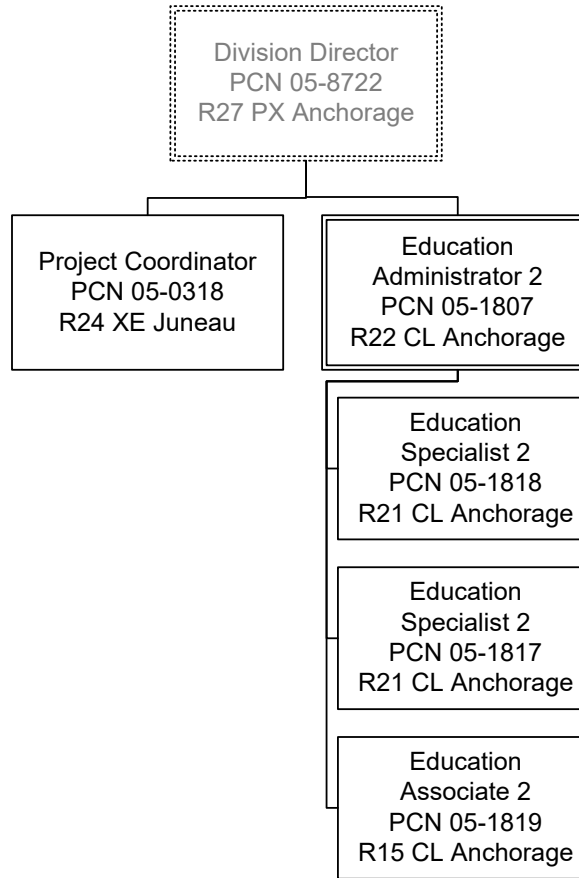 Division Director
PCN 05-8722
R27 PX Anchorage
Project Coordinator
PCN 05-0318
R24 XE Juneau
Education
Administrator 2
PCN 05-1807
R22 CL Anchorage
Education
Specialist 2
PCN 05-1818
R21 CL Anchorage
Education
Specialist 2
PCN 05-1817
R21 CL Anchorage
Education
Associate 2
PCN 05-1819
R15 CL Anchorage